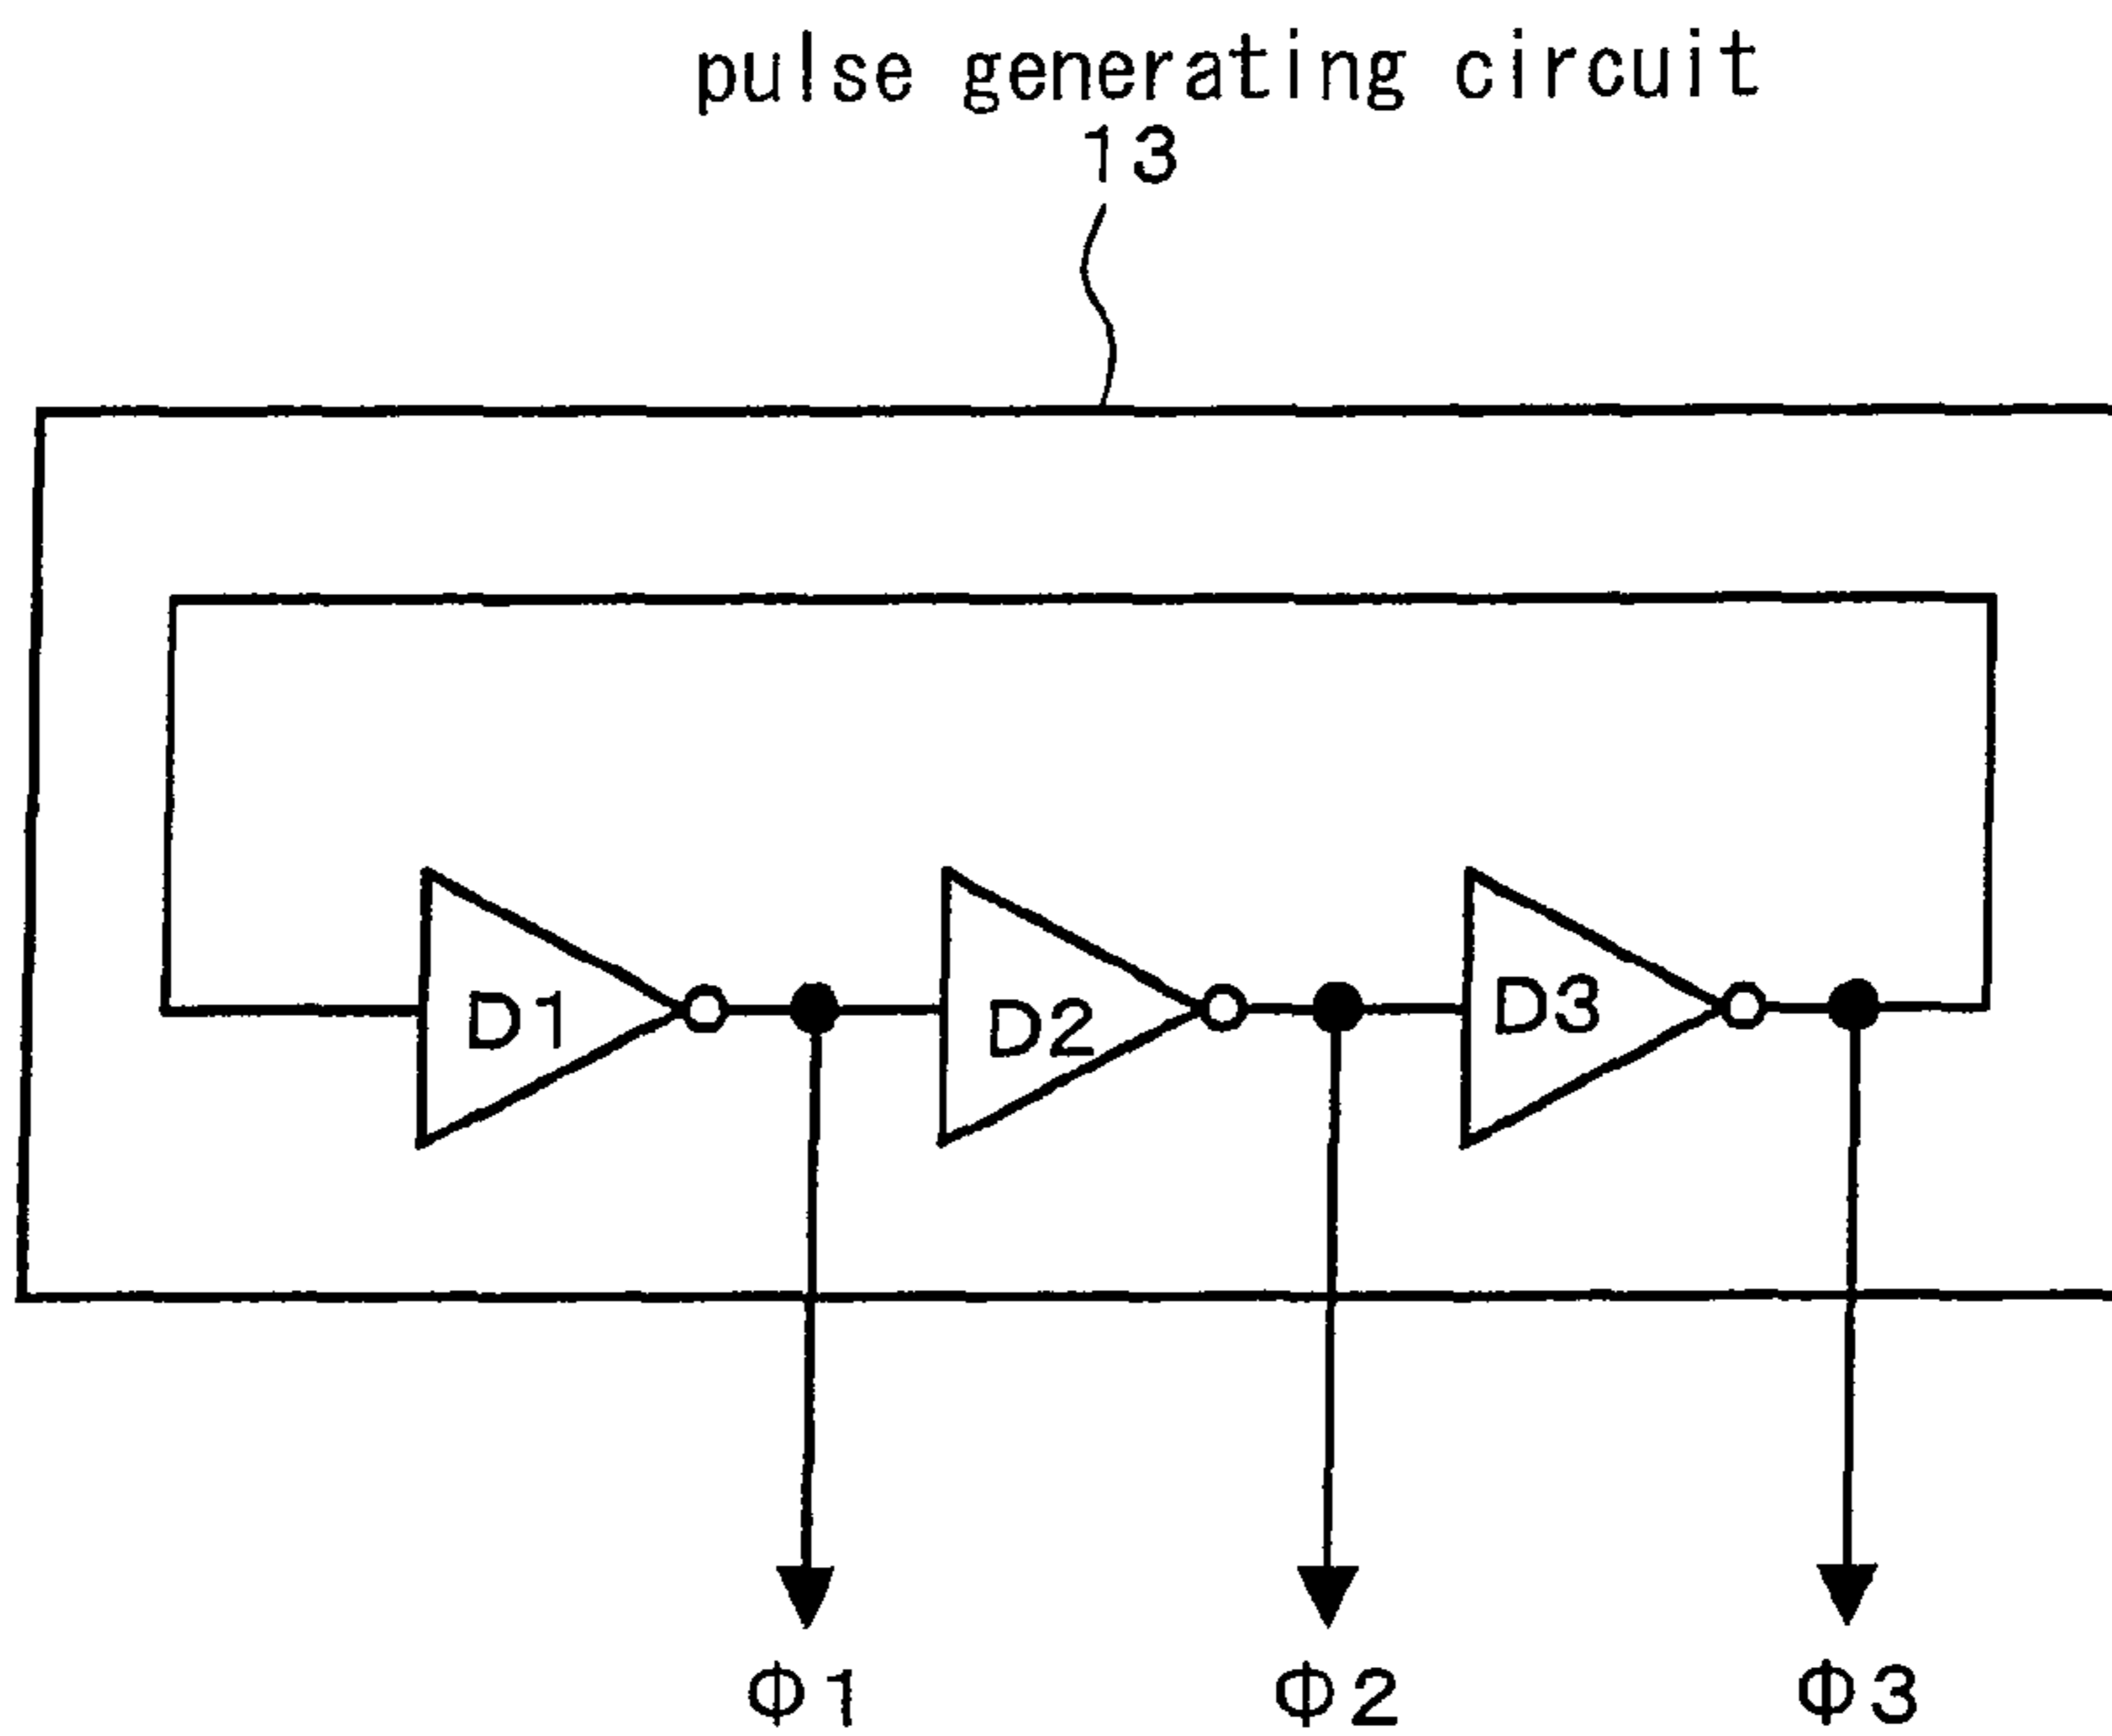 pulse generating circuit
13
D1 D2 D3
Φ1 Φ2 Φ3